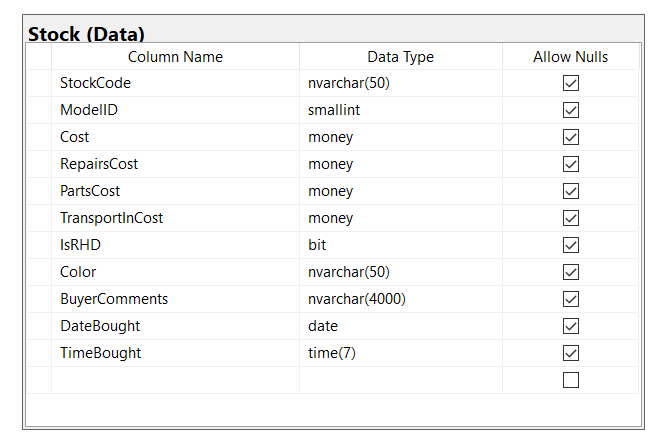 Stock (Data)
Column Name Data Type Allow Nulls
StockCode nvarchar(50)
ModelID smallint
Cost money
RepairsCost money
PartsCost money
TransportInCost money
IsRHD bit
Color nvarchar(50)
BuyerComments nvarchar(4000)
DateBought date
TimeBought time(7)